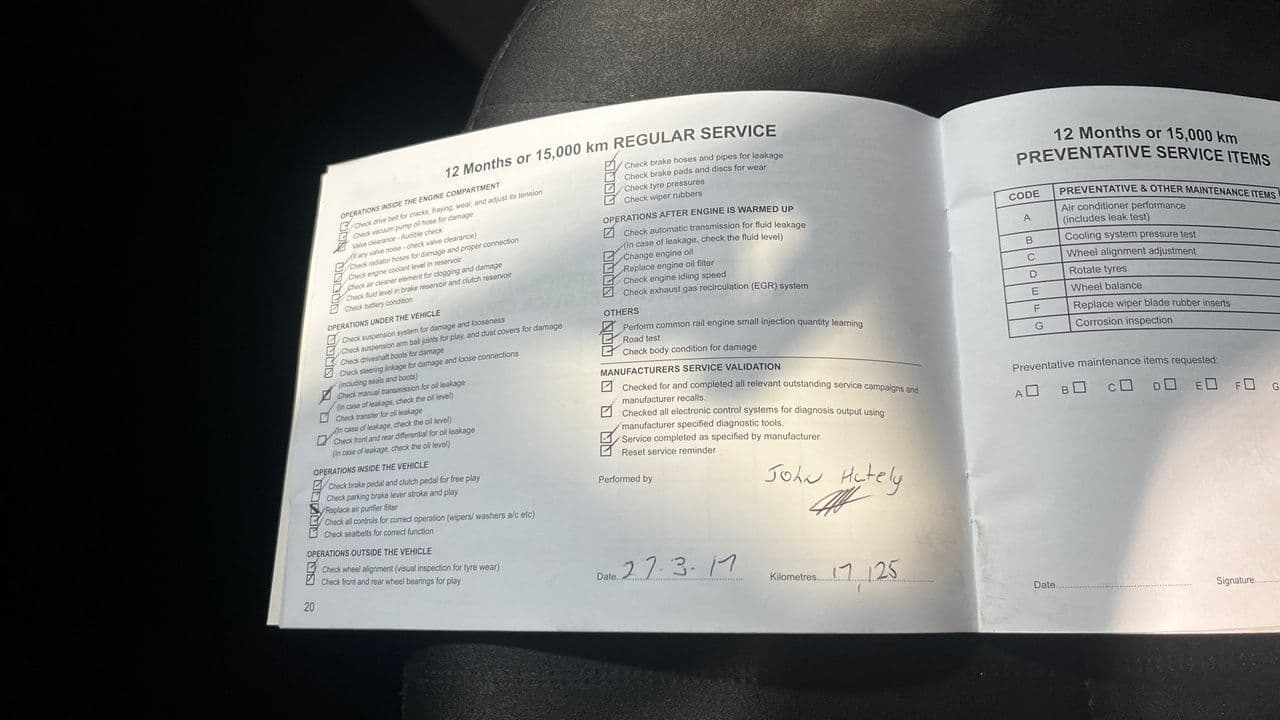 12 Months or 15,000 km REGULAR SERVICE
OPERATIONS INSIDE THE ENGINE COMPARTMENT
Check drive belt for cracks, fraying, wear, and adjust its tension
Check vacuum pump oil hose for damage
Valve clearance - Audible check
(If any valve noise - check valve clearance)
Check radiator hoses for damage and proper connection
Check engine coolant level in reservoir
Check air cleaner element for clogging and damage
Check fluid level in brake reservoir and clutch reservoir
Check battery condition
OPERATIONS UNDER THE VEHICLE
Check suspension system for damage and looseness
Check suspension arm ball joints for play, and dust covers for damage
Check driveshaft boots for damage
Check steering linkage for damage and loose connections
(including seals and boots)
Check manual transmission for oil leakage
(In case of leakage, check the oil level)
Check transfer for oil leakage
(In case of leakage, check the oil level)
Check front and rear differential for oil leakage
(In case of leakage, check the oil level)
OPERATIONS INSIDE THE VEHICLE
Check brake pedal and clutch pedal for free play
Check parking brake lever stroke and play
Replace air purifier filter
Check all controls for correct operation (wipers/ washers a/c etc)
Check seatbelts for correct function
OPERATIONS OUTSIDE THE VEHICLE
Check wheel alignment (visual inspection for tyre wear)
Check front and rear wheel bearings for play
20
Check brake hoses and pipes for leakage
Check brake pads and discs for wear
Check tyre pressures
Check wiper rubbers
OPERATIONS AFTER ENGINE IS WARMED UP
Check automatic transmission for fluid leakage
(In case of leakage, check the fluid level)
Change engine oil
Replace engine oil filter
Check engine idling speed
Check exhaust gas recirculation (EGR) system
OTHERS
Perform common rail engine small injection quantity learning
Road test
Check body condition for damage
MANUFACTURERS SERVICE VALIDATION
Checked for and completed all relevant outstanding service campaigns and
manufacturer recalls.
Checked all electronic control systems for diagnosis output using
manufacturer specified diagnostic tools.
Service completed as specified by manufacturer.
Reset service reminder
Performed by John Hately
Date 27.3.17 Kilometres 17,125
12 Months or 15,000 km
PREVENTATIVE SERVICE ITEMS
CODE PREVENTATIVE & OTHER MAINTENANCE ITEMS
A Air conditioner performance
(includes leak test)
B Cooling system pressure test
C Wheel alignment adjustment
D Rotate tyres
E Wheel balance
F Replace wiper blade rubber inserts
G Corrosion inspection
Preventative maintenance items requested:
A B C D E F G
Date Signature